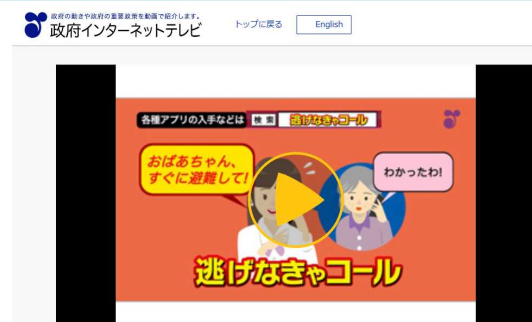 政府の動きや政府の重要政策を動画で紹介します。
政府インターネットテレビ
トップに戻る
English
各種アプリの入手などは 検索 逃げなきゃコール
おばあちゃん、
すぐに避難して!
わかったわ!
逃げなきゃコール